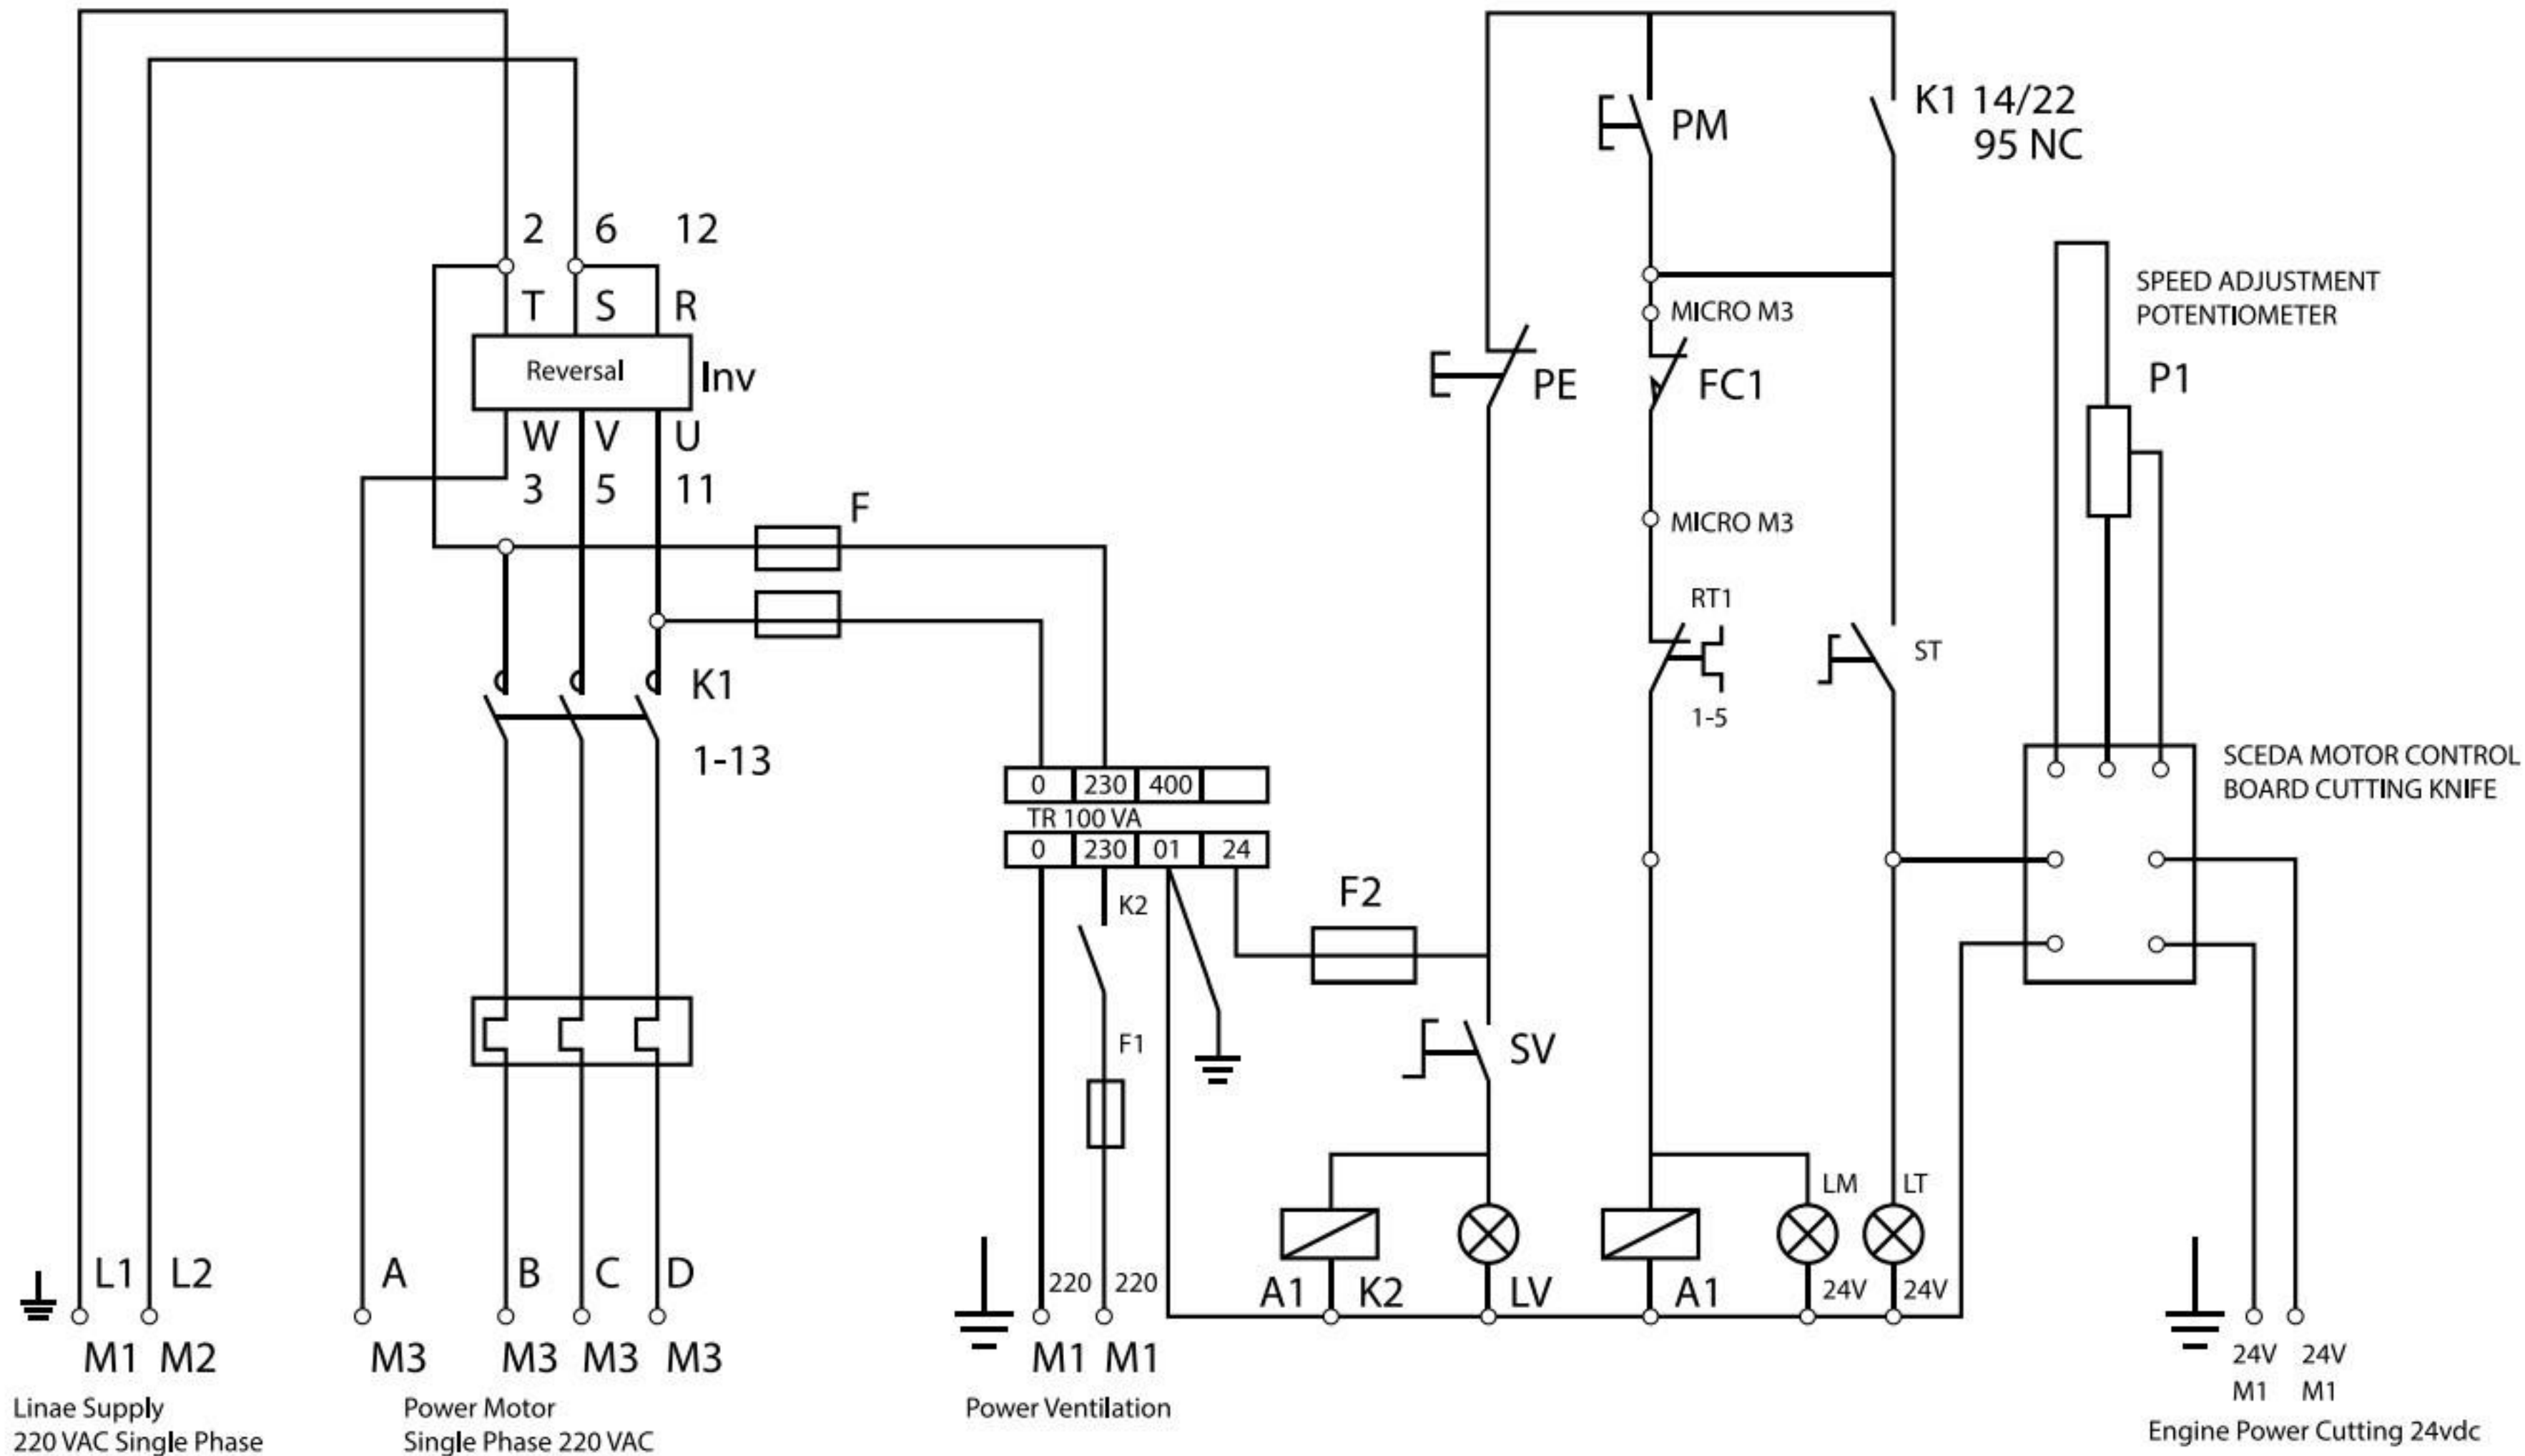 K1 14/22
95 NC
PM
2 6 12
T S R
Reversal
Inv
W V U
3 5 11
F
MICRO M3
PE
FC1
MICRO M3
SPEED ADJUSTMENT
POTENTIOMETER
P1
RT1
1-5
ST
K1
1-13
0 230 400
TR 100 VA
0 230 01 24
K2
F1
F2
SV
SCEDA MOTOR CONTROL
BOARD CUTTING KNIFE
LM LT
L1 L2 A B C D
220 220
A1 K2 LV A1 24V 24V
M1 M2 M3 M3 M3 M3
M1 M1
24V 24V
M1 M1
Linae Supply
220 VAC Single Phase
Power Motor
Single Phase 220 VAC
Power Ventilation
Engine Power Cutting 24vdc